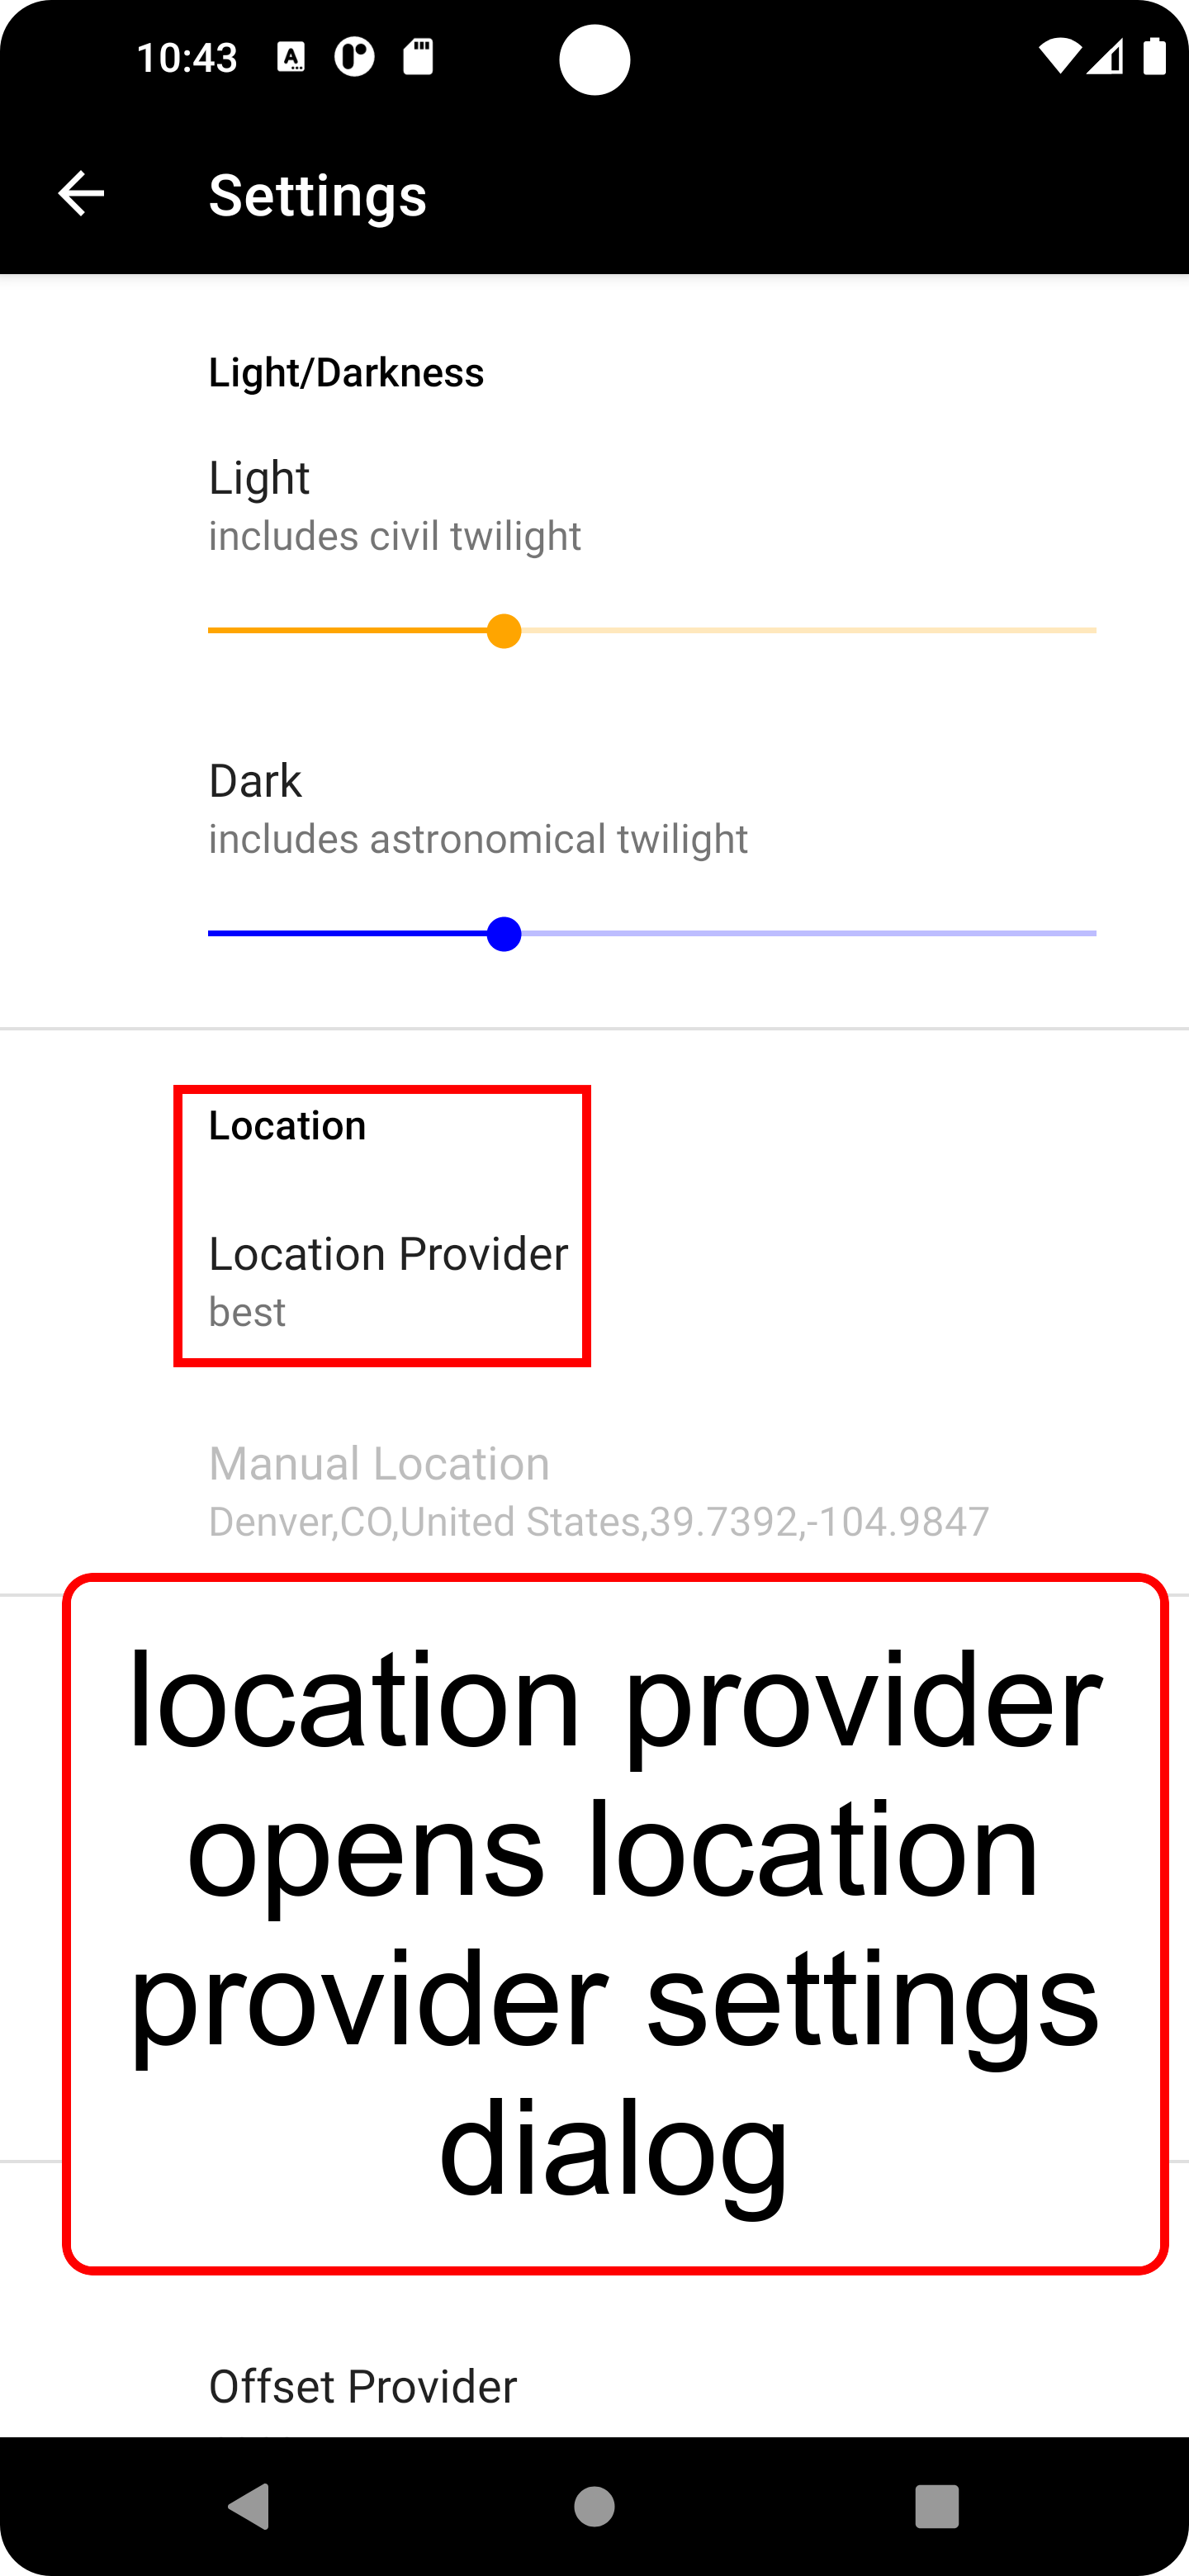 10:43
Settings
Light/Darkness
Light
includes civil twilight
Dark
includes astronomical twilight
Location
Location Provider
best
Manual Location
Denver,CO,United States,39.7392,-104.9847
location provider
opens location
provider settings
dialog
Offset Provider